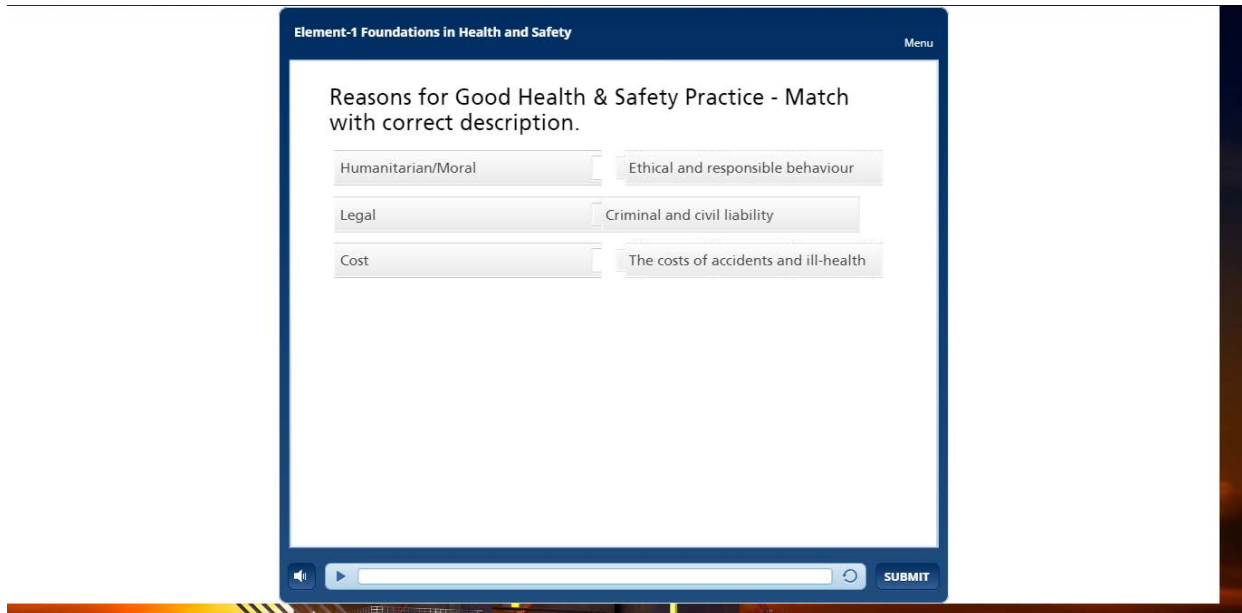 Element-1 Foundations in Health and Safety
Menu
Reasons for Good Health & Safety Practice - Match
with correct description.
Humanitarian/Moral
Ethical and responsible behaviour
Legal
Criminal and civil liability
Cost
The costs of accidents and ill-health
SUBMIT